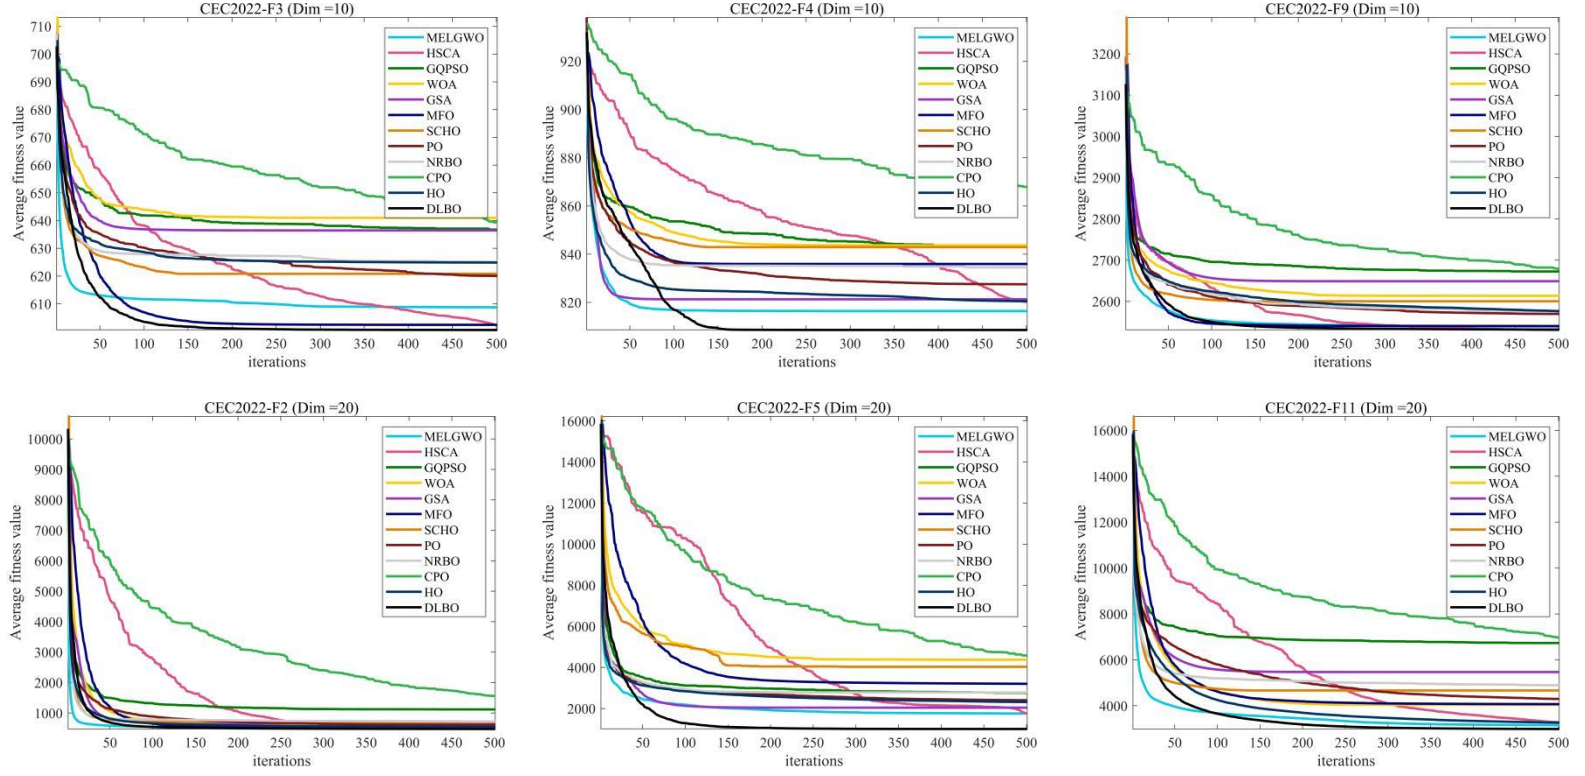 CEC2022-F3 (Dim =10)
Average fitness value
710
700
690
680
670
660
650
640
630
620
610
50 100 150 200 250 300 350 400 450 500
iterations
MELGWO
HSCA
GQPSO
WOA
GSA
MFO
SCHO
PO
NRBO
CPO
HO
DLBO
CEC2022-F4 (Dim =10)
Average fitness value
920
900
880
860
840
820
50 100 150 200 250 300 350 400 450 500
iterations
MELGWO
HSCA
GQPSO
WOA
GSA
MFO
SCHO
PO
NRBO
CPO
HO
DLBO
CEC2022-F9 (Dim =10)
Average fitness value
3200
3100
3000
2900
2800
2700
2600
50 100 150 200 250 300 350 400 450 500
iterations
MELGWO
HSCA
GQPSO
WOA
GSA
MFO
SCHO
PO
NRBO
CPO
HO
DLBO
CEC2022-F2 (Dim =20)
Average fitness value
10000
9000
8000
7000
6000
5000
4000
3000
2000
1000
50 100 150 200 250 300 350 400 450 500
iterations
MELGWO
HSCA
GQPSO
WOA
GSA
MFO
SCHO
PO
NRBO
CPO
HO
DLBO
CEC2022-F5 (Dim =20)
Average fitness value
16000
14000
12000
10000
8000
6000
4000
2000
50 100 150 200 250 300 350 400 450 500
iterations
MELGWO
HSCA
GQPSO
WOA
GSA
MFO
SCHO
PO
NRBO
CPO
HO
DLBO
CEC2022-F11 (Dim =20)
Average fitness value
16000
14000
12000
10000
8000
6000
4000
50 100 150 200 250 300 350 400 450 500
iterations
MELGWO
HSCA
GQPSO
WOA
GSA
MFO
SCHO
PO
NRBO
CPO
HO
DLBO